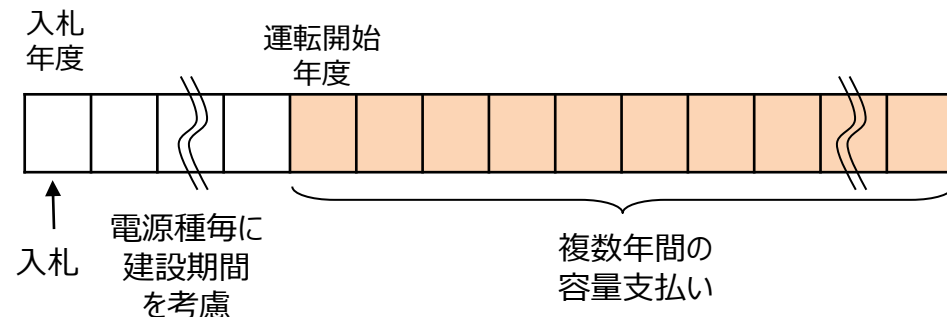 入札
年度
運転開始
年度
入札
電源種毎に
建設期間
を考慮
複数年間の
容量支払い